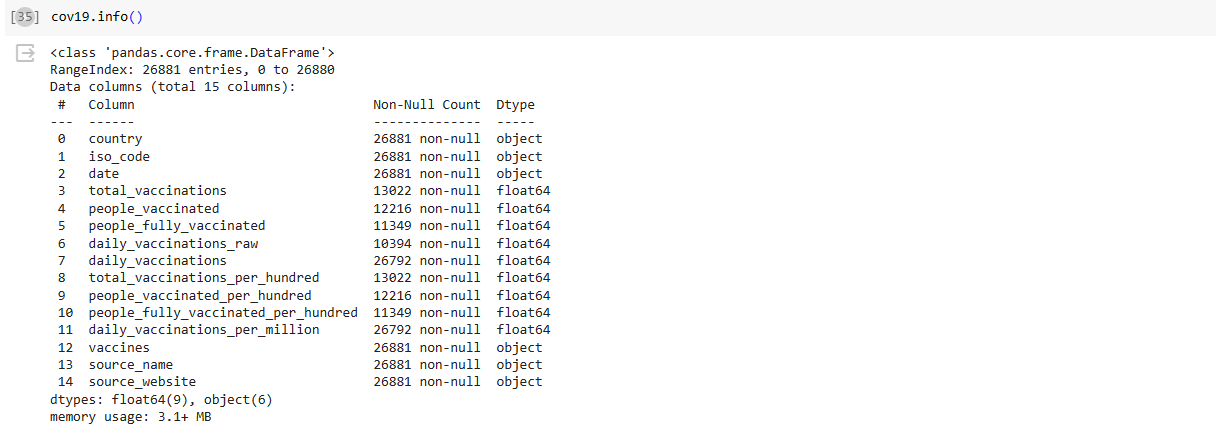 [35] cov19.info()
<class 'pandas.core.frame.DataFrame'>
RangeIndex: 26881 entries, 0 to 26880
Data columns (total 15 columns):
 #   Column                               Non-Null Count  Dtype
---  ------                               --------------  -----
 0   country                              26881 non-null  object
 1   iso_code                             26881 non-null  object
 2   date                                 26881 non-null  object
 3   total_vaccinations                   13022 non-null  float64
 4   people_vaccinated                    12216 non-null  float64
 5   people_fully_vaccinated              11349 non-null  float64
 6   daily_vaccinations_raw               10394 non-null  float64
 7   daily_vaccinations                   26792 non-null  float64
 8   total_vaccinations_per_hundred       13022 non-null  float64
 9   people_vaccinated_per_hundred        12216 non-null  float64
 10  people_fully_vaccinated_per_hundred  11349 non-null  float64
 11  daily_vaccinations_per_million       26792 non-null  float64
 12  vaccines                             26881 non-null  object
 13  source_name                          26881 non-null  object
 14  source_website                       26881 non-null  object
dtypes: float64(9), object(6)
memory usage: 3.1+ MB